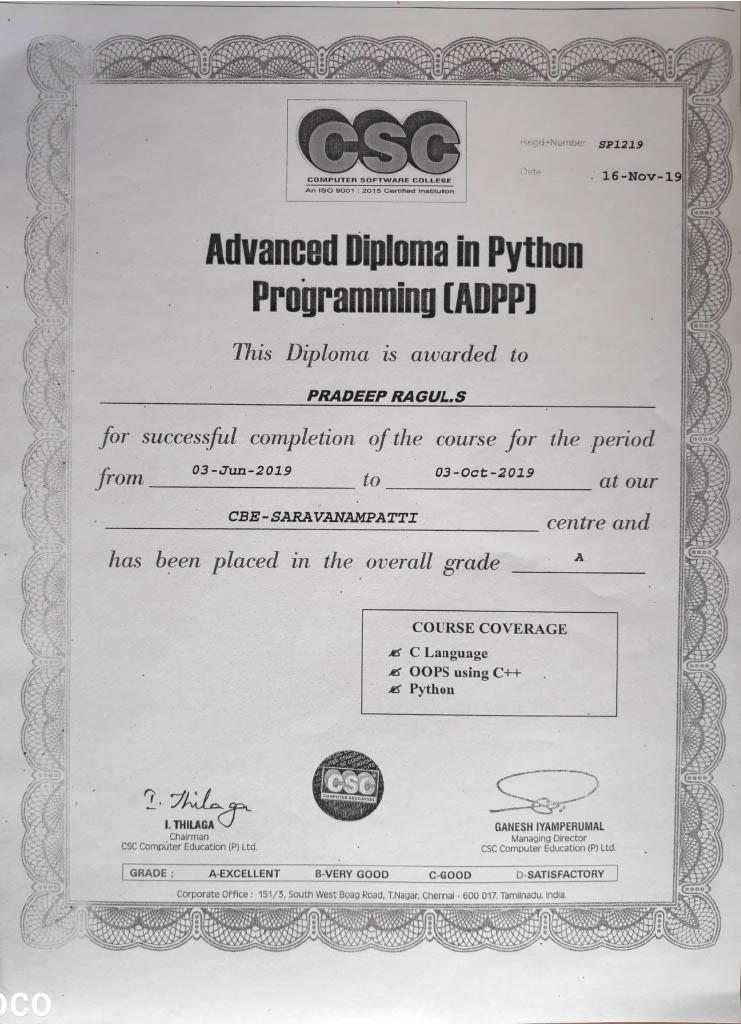 CSC
COMPUTER SOFTWARE COLLEGE
An ISO 9001 : 2015 Certified Institution
Regd.-Number SP1219
Date . 16-Nov-19
Advanced Diploma in Python
Programming (ADPP)
This Diploma is awarded to
PRADEEP RAGUL.S
for successful completion of the course for the period
from 03-Jun-2019 to 03-Oct-2019 at our
CBE-SARAVANAMPATTI centre and
has been placed in the overall grade A
COURSE COVERAGE
C Language
OOPS using C++
Python
CSC
COMPUTER EDUCATION
I. Thilaga
I. THILAGA
Chairman
CSC Computer Education (P) Ltd.
GANESH IYAMPERUMAL
Managing Director
CSC Computer Education (P) Ltd.
GRADE : A-EXCELLENT B-VERY GOOD C-GOOD D-SATISFACTORY
Corporate Office : 151/3, South West Boag Road, T.Nagar, Chennai - 600 017. Tamilnadu. India.
OCO